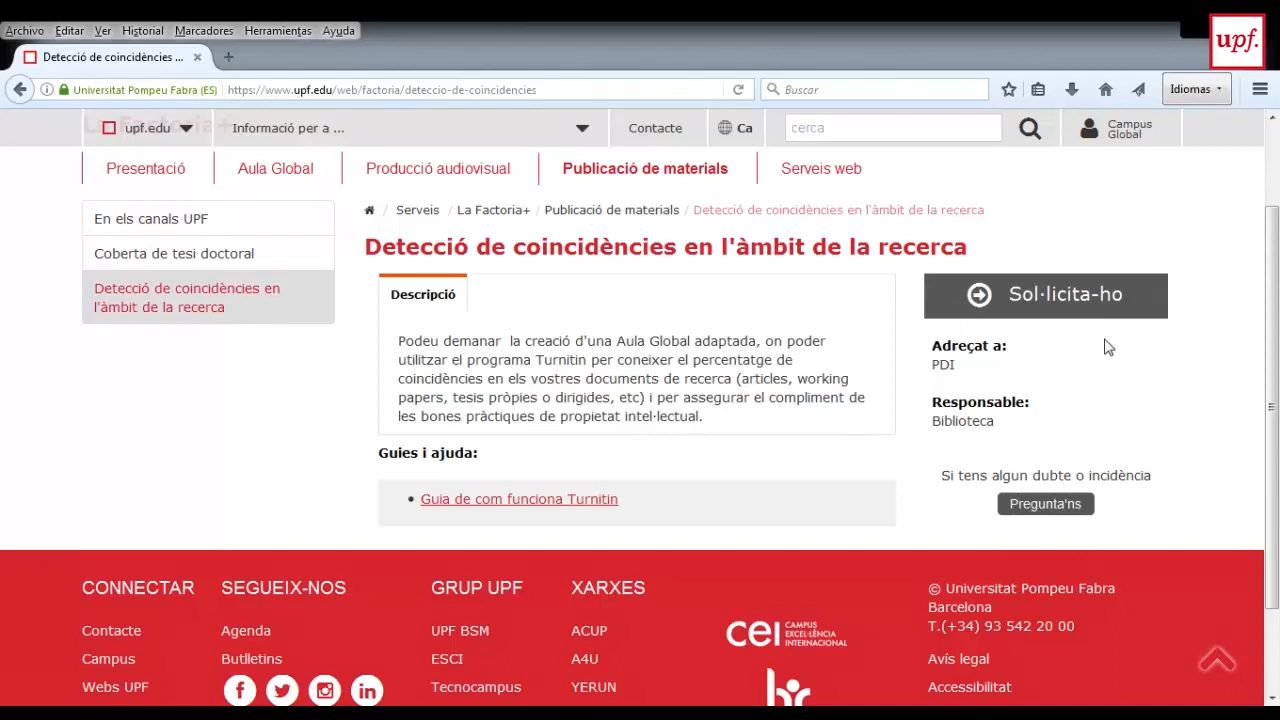 Archivo Editar Ver Historial Marcadores Herramientas Ayuda
upf.
Detecció de coincidències ...
Universitat Pompeu Fabra (ES) https://www.upf.edu/web/factoria/deteccio-de-coincidencies
Buscar
Idiomas
upf.edu
Informació per a ...
Contacte
Ca
cerca
Campus
Global
Presentació
Aula Global
Producció audiovisual
Publicació de materials
Serveis web
En els canals UPF
Coberta de tesi doctoral
Detecció de coincidències en
l'àmbit de la recerca
/ Serveis / La Factoria+ / Publicació de materials / Detecció de coincidències en l'àmbit de la recerca
Detecció de coincidències en l'àmbit de la recerca
Descripció
Podeu demanar la creació d'una Aula Global adaptada, on poder
utilitzar el programa Turnitin per coneixer el percentatge de
coincidències en els vostres documents de recerca (articles, working
papers, tesis pròpies o dirigides, etc) i per assegurar el compliment de
les bones pràctiques de propietat intel·lectual.
Guies i ajuda:
• Guia de com funciona Turnitin
Sol·licita-ho
Adreçat a:
PDI
Responsable:
Biblioteca
Si tens algun dubte o incidència
Pregunta'ns
CONNECTAR
Contacte
Campus
Webs UPF
SEGUEIX-NOS
Agenda
Butlletins
GRUP UPF
UPF BSM
ESCI
Tecnocampus
XARXES
ACUP
A4U
YERUN
CEI
CAMPUS
EXCEL·LÈNCIA
INTERNACIONAL
hr
© Universitat Pompeu Fabra
Barcelona
T.(+34) 93 542 20 00
Avís legal
Accessibilitat